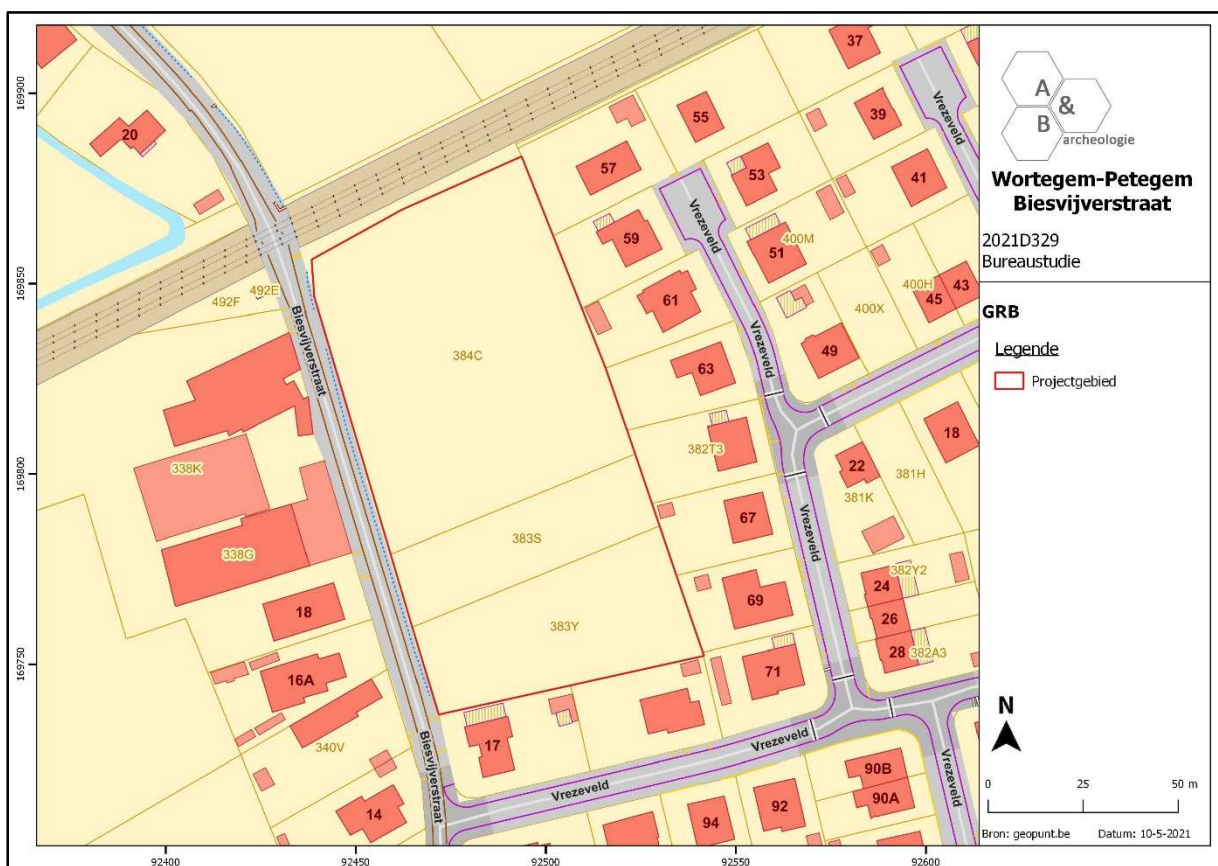 A
&
B
archeologie
Wortegem-Petegem
Biesvijverstraat
2021D329
Bureaustudie
GRB
Legende
Projectgebied
N
0 25 50 m
Bron: geopunt.be Datum: 10-5-2021
169900
169850
169800
169750
92400
92450
92500
92550
92600
20
37
55
39
Vrezeveld
57
53
41
Vrezeveld
59
400M
51
492F
492E
400H
43
45
61
400X
Biesvijverstraat
384C
Vrezeveld
49
63
382T3
18
338K
22
381H
381K
67
Vrezeveld
383S
338G
382Y2
24
18
69
26
383Y
28
382A3
16A
71
340V
17
Vrezeveld
Biesvijverstraat
Vrezeveld
90B
Vrezeveld
14
94
92
90A